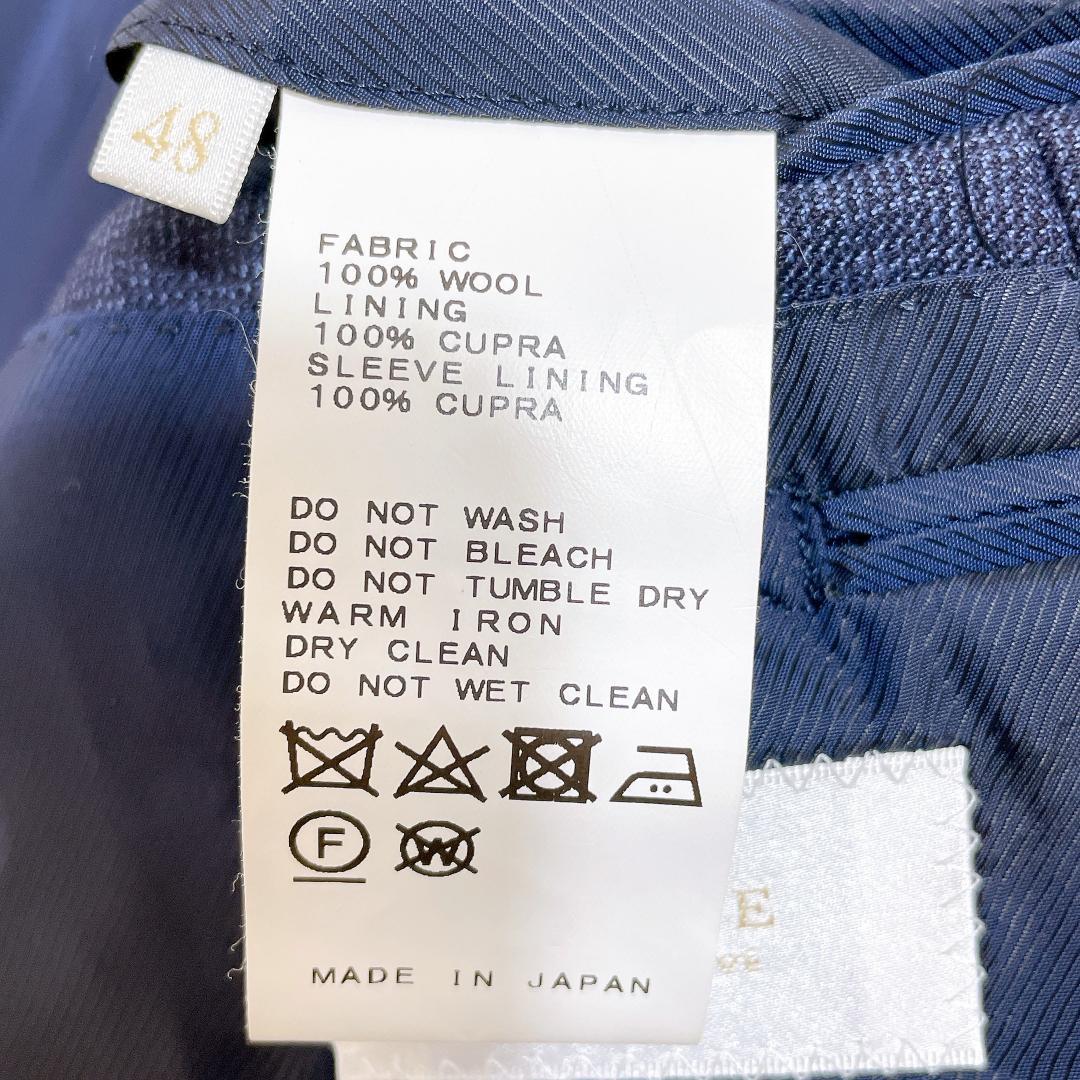 48
FABRIC
100% WOOL
LINING
100% CUPRA
SLEEVE LINING
100% CUPRA
DO NOT WASH
DO NOT BLEACH
DO NOT TUMBLE DRY
WARM IRON
DRY CLEAN
DO NOT WET CLEAN
F W
E
MADE IN JAPAN